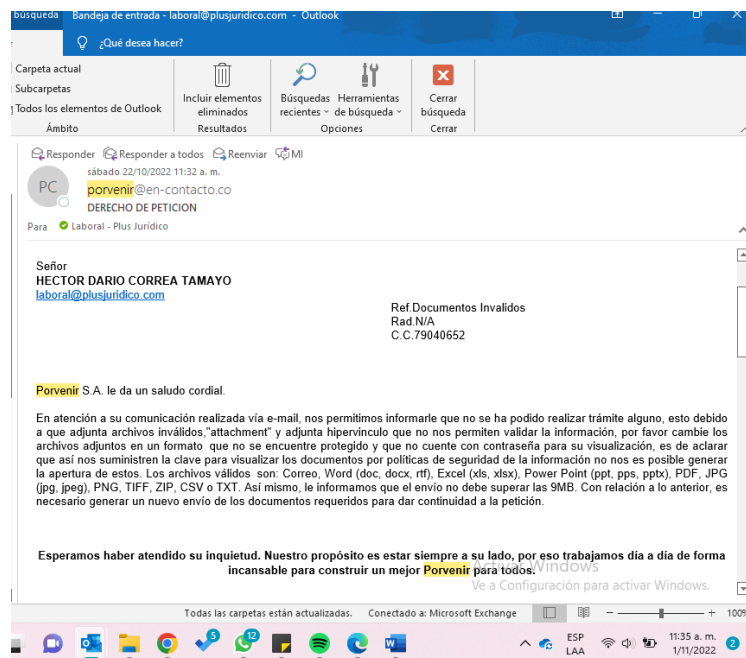 búsqueda Bandeja de entrada - laboral@plusjuridico.com - Outlook
¿Qué desea hacer?
Carpeta actual
Subcarpetas
Todos los elementos de Outlook
Ámbito
Incluir elementos
eliminados
Resultados
Búsquedas
recientes
Herramientas
de búsqueda
Opciones
Cerrar
búsqueda
Cerrar
Responder Responder a todos Reenviar MI
sábado 22/10/2022 11:32 a. m.
PC
porvenir@en-contacto.co
DERECHO DE PETICION
Para Laboral - Plus Jurídico
Señor
HECTOR DARIO CORREA TAMAYO
laboral@plusjuridico.com
Ref.Documentos Invalidos
Rad.N/A
C.C.79040652
Porvenir S.A. le da un saludo cordial.
En atención a su comunicación realizada vía e-mail, nos permitimos informarle que no se ha podido realizar trámite alguno, esto debido
a que adjunta archivos inválidos,"attachment" y adjunta hipervinculo que no nos permiten validar la información, por favor cambie los
archivos adjuntos en un formato que no se encuentre protegido y que no cuente con contraseña para su visualización, es de aclarar
que así nos suministren la clave para visualizar los documentos por políticas de seguridad de la información no nos es posible generar
la apertura de estos. Los archivos válidos son: Correo, Word (doc, docx, rtf), Excel (xls, xlsx), Power Point (ppt, pps, pptx), PDF, JPG
(jpg, jpeg), PNG, TIFF, ZIP, CSV o TXT. Así mismo, le informamos que el envío no debe superar las 9MB. Con relación a lo anterior, es
necesario generar un nuevo envío de los documentos requeridos para dar continuidad a la petición.
Esperamos haber atendido su inquietud. Nuestro propósito es estar siempre a su lado, por eso trabajamos día a día de forma
incansable para construir un mejor Porvenir para todos.
Activar Windows
Ve a Configuración para activar Windows.
Todas las carpetas están actualizadas. Conectado a: Microsoft Exchange 100%
5
12
ESP
LAA
11:35 a. m.
1/11/2022
2